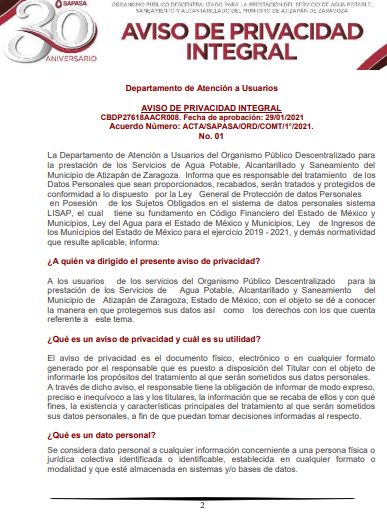 SAPASA
80
ANIVERSARIO
ORGANISMO PÚBLICO DESCENTRALIZADO PARA LA PRESTACIÓN DEL SERVICIO DE AGUA POTABLE,
SANEAMIENTO Y ALCANTARILLADO DEL MUNICIPIO DE ATIZAPÁN DE ZARAGOZA
AVISO DE PRIVACIDAD
INTEGRAL
Departamento de Atención a Usuarios
AVISO DE PRIVACIDAD INTEGRAL
CBDP27618AACR008. Fecha de aprobación: 29/01/2021
Acuerdo Número: ACTA/SAPASA/ORD/COMT/1°/2021.
No. 01
La Departamento de Atención a Usuarios del Organismo Público Descentralizado para
la prestación de los Servicios de Agua Potable, Alcantarillado y Saneamiento del
Municipio de Atizapán de Zaragoza. Informa que es responsable del tratamiento de los
Datos Personales que sean proporcionados, recabados, serán tratados y protegidos de
conformidad a lo dispuesto por la Ley General de Protección de datos Personales
en Posesión de los Sujetos Obligados en el sistema de datos personales sistema
LISAP, el cual tiene su fundamento en Código Financiero del Estado de México y
Municipios, Ley del Agua para el Estado de México y Municipios, Ley de Ingresos de
los Municipios del Estado de México para el ejercicio 2019 - 2021, y demás normatividad
que resulte aplicable, informa:
¿A quién va dirigido el presente aviso de privacidad?
A los usuarios de los servicios del Organismo Público Descentralizado para la
prestación de los Servicios de Agua Potable, Alcantarillado y Saneamiento del
Municipio de Atizapán de Zaragoza, Estado de México, con el objeto se dé a conocer
la manera en que protegemos sus datos así como los derechos con los que cuenta
referente a este tema.
¿Qué es un aviso de privacidad y cuál es su utilidad?
El aviso de privacidad es el documento físico, electrónico o en cualquier formato
generado por el responsable que es puesto a disposición del Titular con el objeto de
informarle los propósitos del tratamiento al que serán sometidos sus datos personales.
A través de dicho aviso, el responsable tiene la obligación de informar de modo expreso,
preciso e inequívoco a las y los titulares, la información que se recaba de ellos y con qué
fines, la existencia y características principales del tratamiento al que serán sometidos
sus datos personales, a fin de que puedan tomar decisiones informadas al respecto.
¿Qué es un dato personal?
Se considera dato personal a cualquier información concerniente a una persona física o
jurídica colectiva identificada o identificable, establecida en cualquier formato o
modalidad y que esté almacenada en sistemas y/o bases de datos.
2